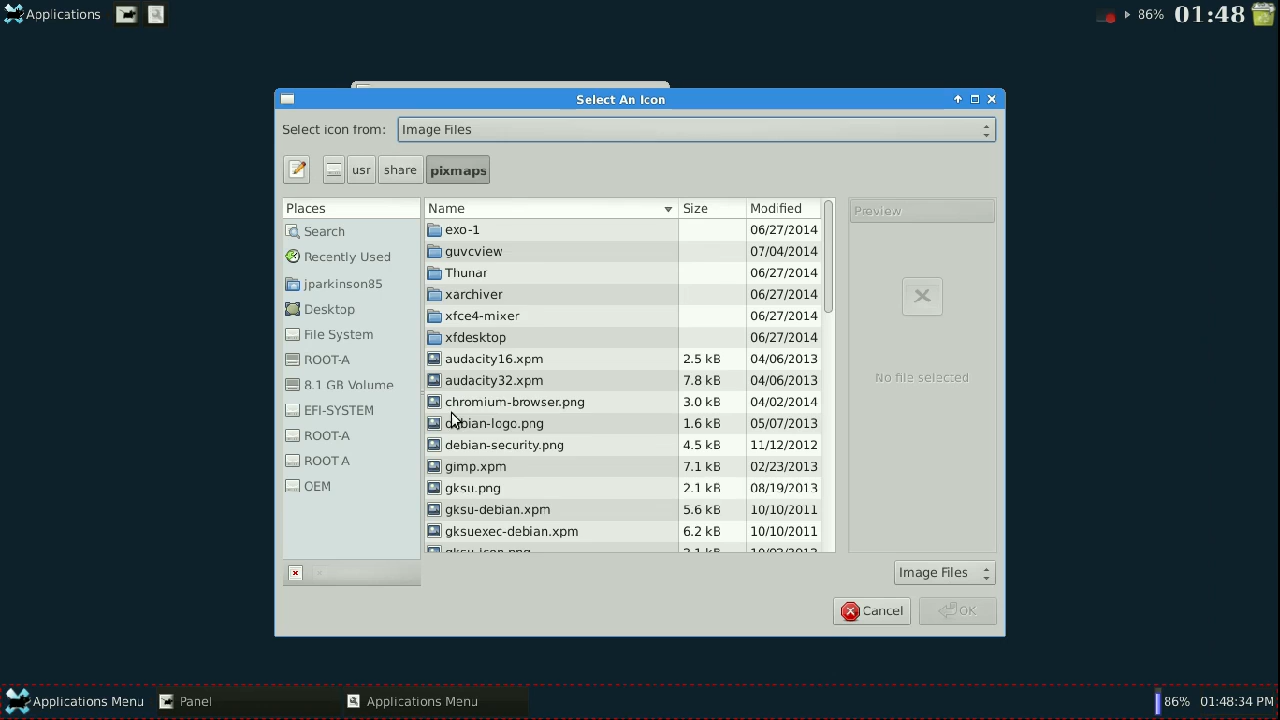 Applications
86%
01:48
Select An Icon
Select icon from:
Image Files
usr
share
pixmaps
Places
Name
Size
Modified
Preview
Search
Recently Used
jparkinson85
Desktop
File System
ROOT-A
8.1 GB Volume
EFI-SYSTEM
ROOT-A
ROOT-A
OEM
exo-1 06/27/2014
guvcview 07/04/2014
Thunar 06/27/2014
xarchiver 06/27/2014
xfce4-mixer 06/27/2014
xfdesktop 06/27/2014
audacity16.xpm 2.5 kB 04/06/2013
audacity32.xpm 7.8 kB 04/06/2013
chromium-browser.png 3.0 kB 04/02/2014
debian-logo.png 1.6 kB 05/07/2013
debian-security.png 4.5 kB 11/12/2012
gimp.xpm 7.1 kB 02/23/2013
gksu.png 2.1 kB 08/19/2013
gksu-debian.xpm 5.6 kB 10/10/2011
gksuexec-debian.xpm 6.2 kB 10/10/2011
gksu-icon.png
No file selected
Image Files
Cancel
OK
Applications Menu
Panel
Applications Menu
86%
01:48:34 PM